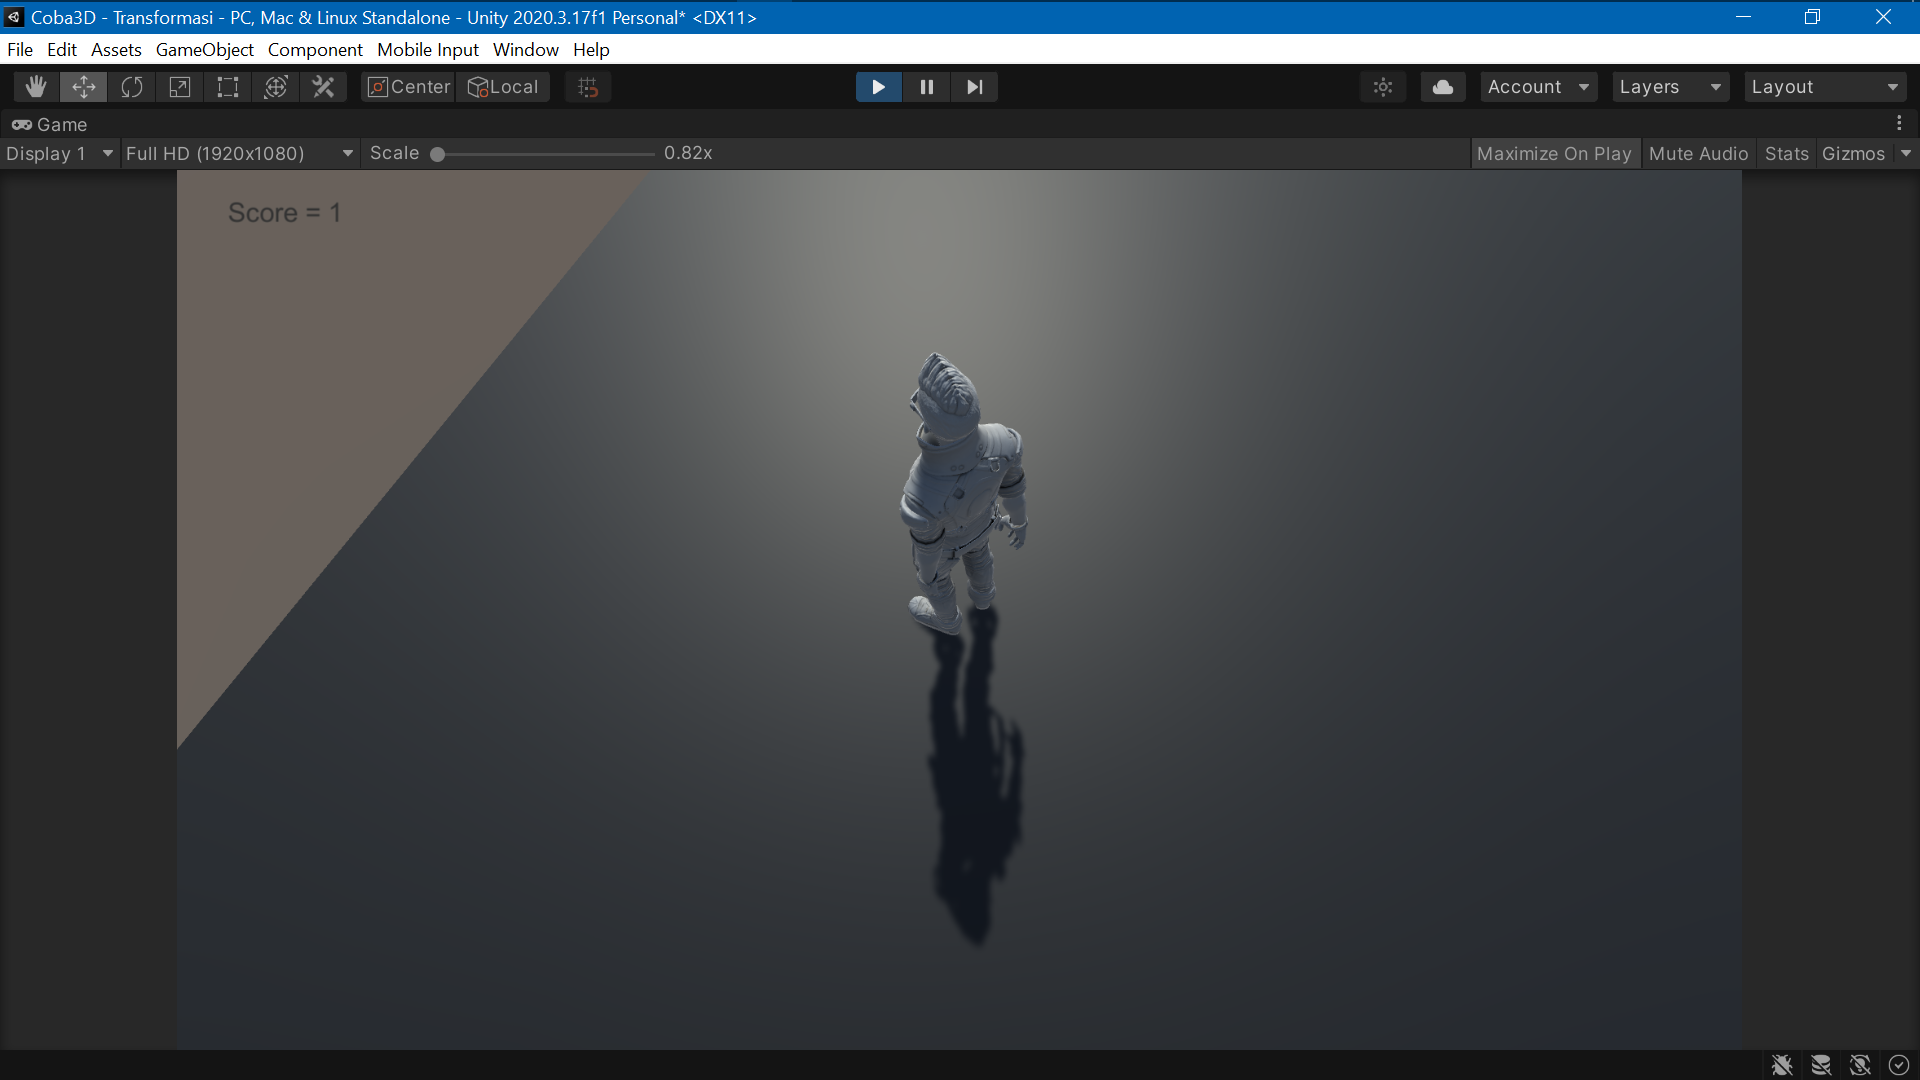 Coba3D - Transformasi - PC, Mac & Linux Standalone - Unity 2020.3.17f1 Personal* <DX11>
File Edit Assets GameObject Component Mobile Input Window Help
Center Local Account Layers Layout
Game
Display 1 Full HD (1920x1080) Scale 0.82x Maximize On Play Mute Audio Stats Gizmos
Score = 1